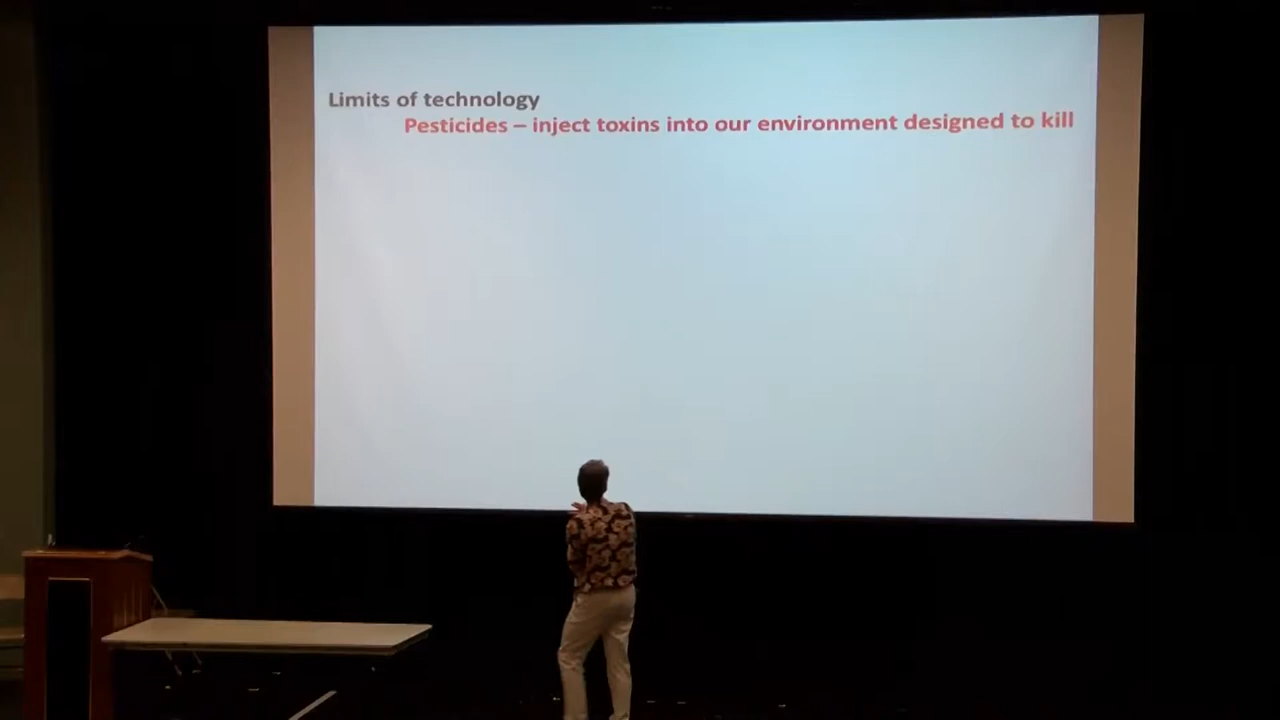 Limits of technology
Pesticides – inject toxins into our environment designed to kill